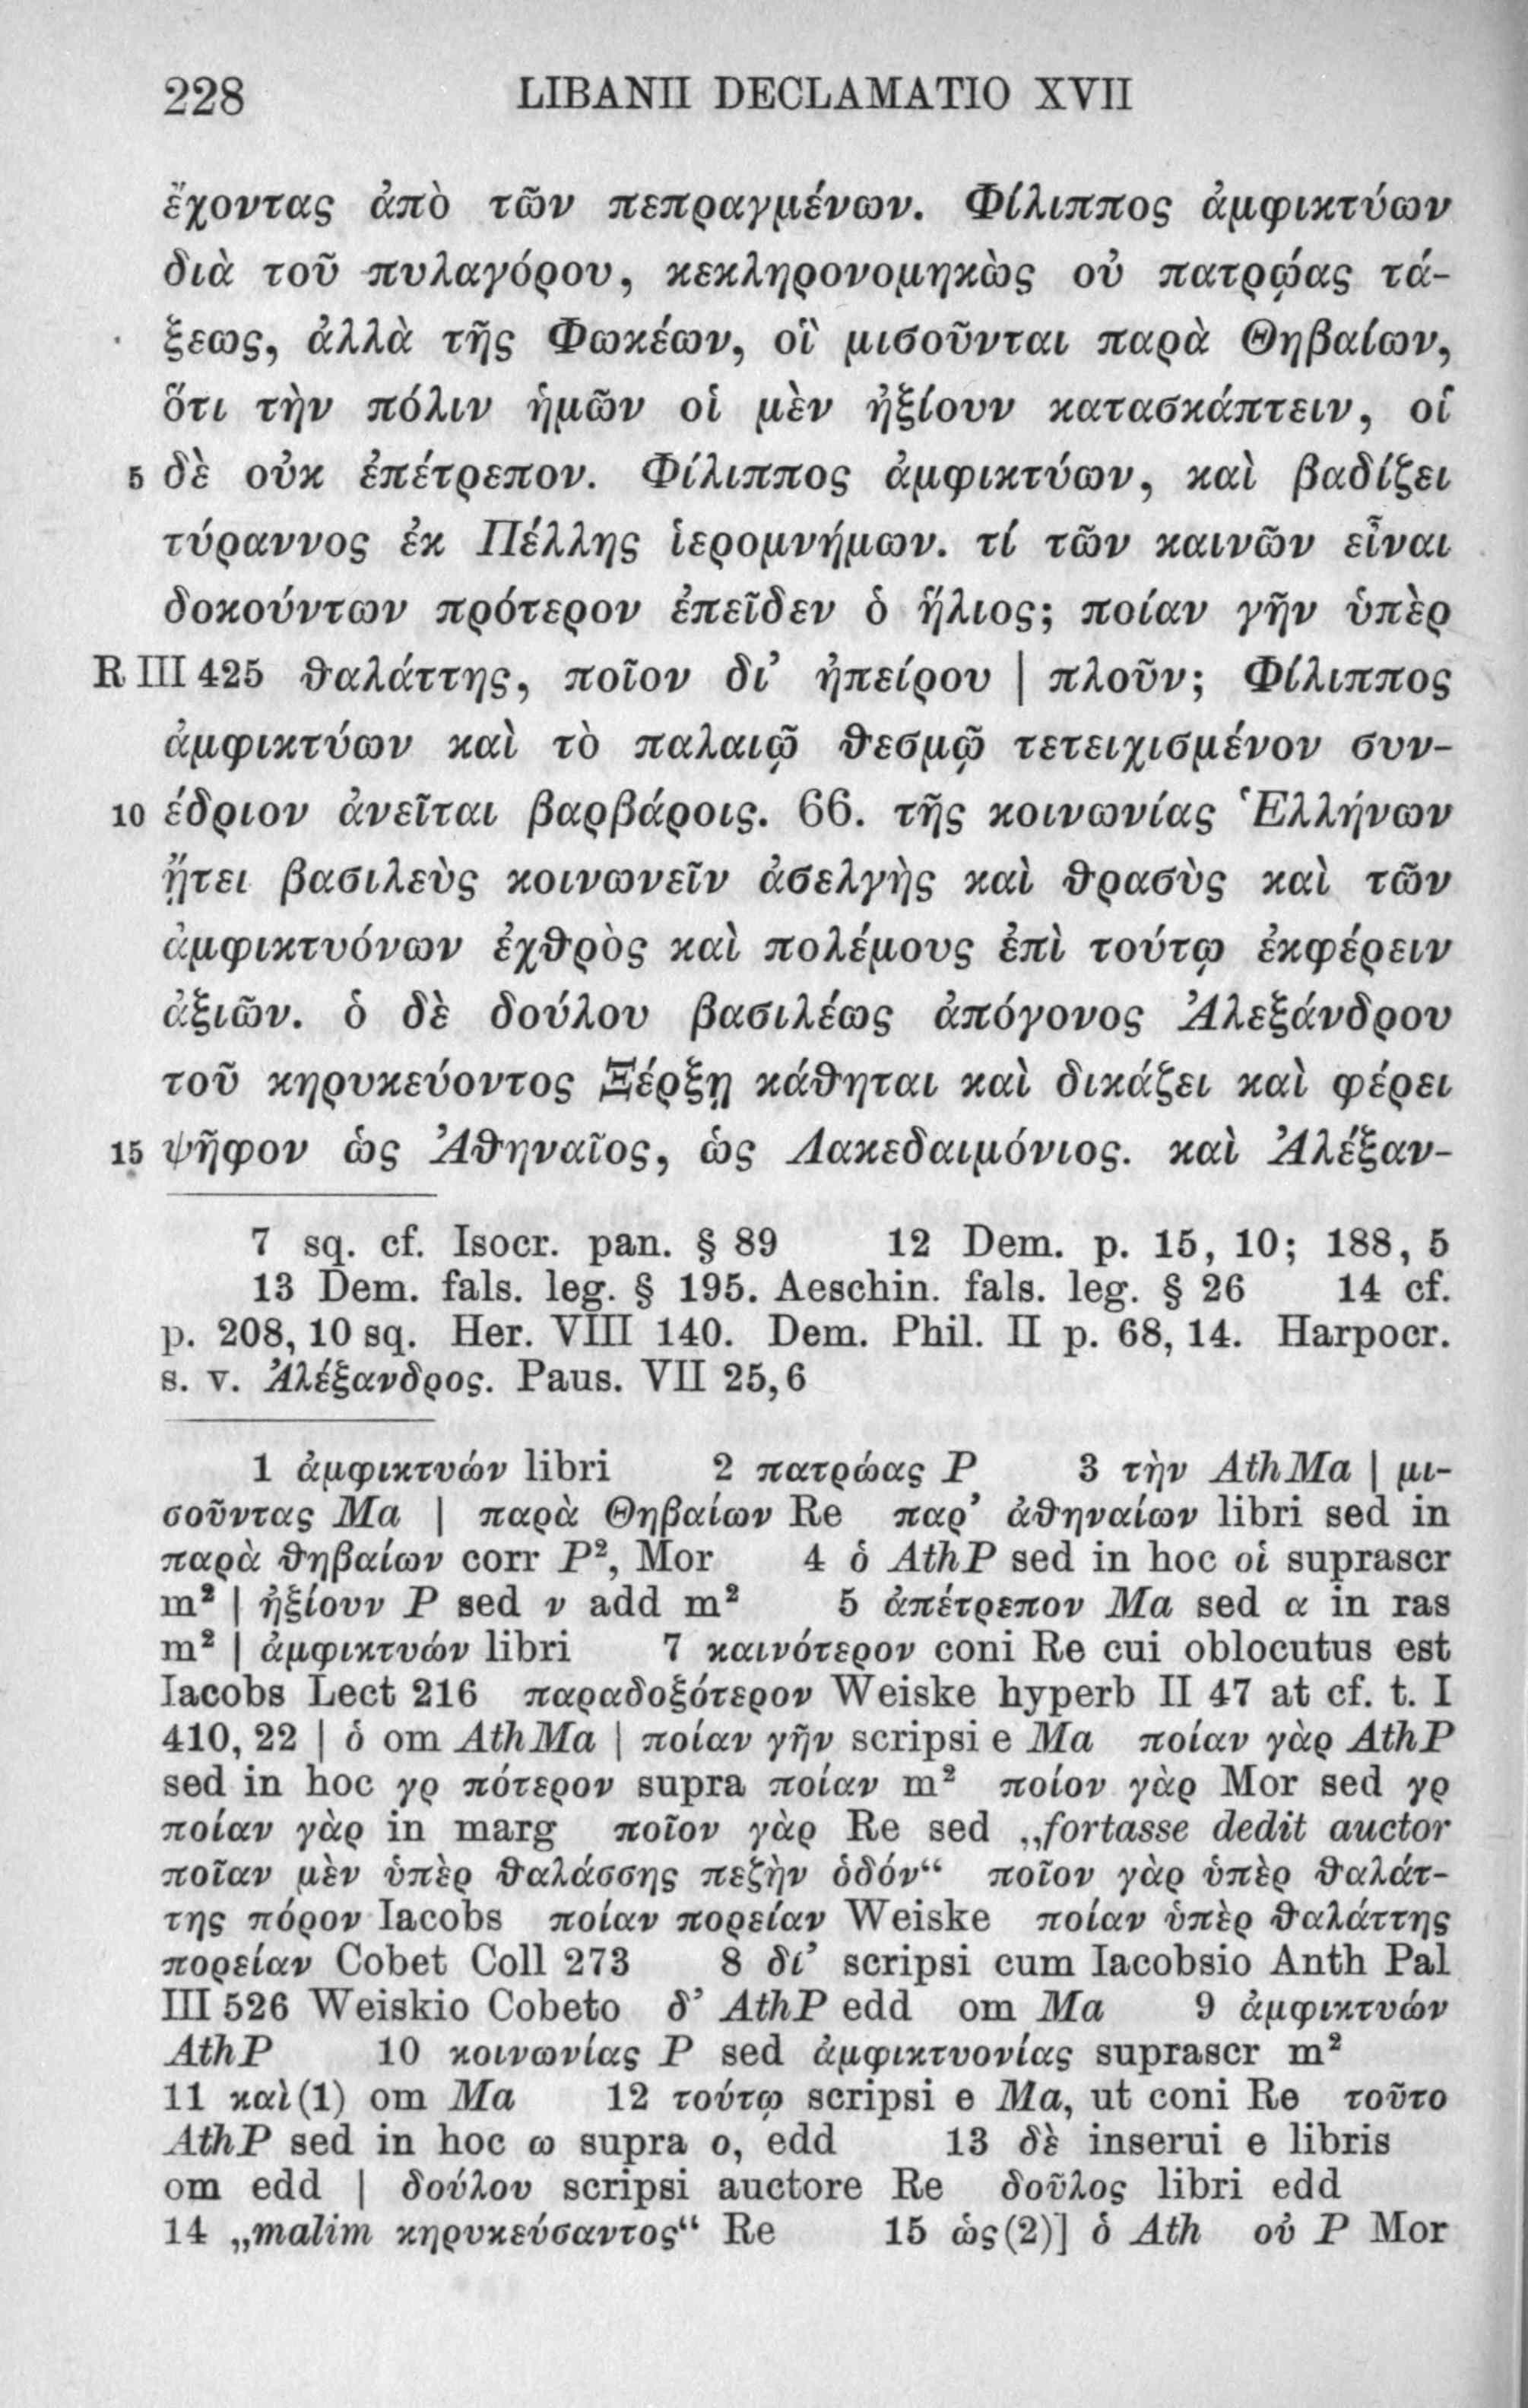 228 LIBANII DECLAMATIO XVII
ἔχοντας ἀπὸ τῶν πεπραγμένων. Φίλιππος ἀμφικτύων
διὰ τοῦ πυλαγόρου, κεκληρονομηκὼς οὐ πατρῴας τά-
ξεως, ἀλλὰ τῆς Φωκέων, οἳ μισοῦνται παρὰ Θηβαίων,
ὅτι τὴν πόλιν ἡμῶν οἱ μὲν ἠξίουν κατασκάπτειν, οἱ
5 δὲ οὐκ ἐπέτρεπον. Φίλιππος ἀμφικτύων, καὶ βαδίζει
τύραννος ἐκ Πέλλης ἱερομνήμων. τί τῶν καινῶν εἶναι
δοκούντων πρότερον ἐπεῖδεν ὁ ἥλιος; ποίαν γῆν ὑπὲρ
R III 425 θαλάττης, ποῖον δι’ ἠπείρου | πλοῦν; Φίλιππος
ἀμφικτύων καὶ τὸ παλαιῷ θεσμῷ τετειχισμένον συν-
10 έδριον ἀνεῖται βαρβάροις. 66. τῆς κοινωνίας Ἑλλήνων
ᾔτει βασιλεὺς κοινωνεῖν ἀσελγὴς καὶ θρασὺς καὶ τῶν
ἀμφικτυόνων ἐχθρὸς καὶ πολέμους ἐπὶ τούτῳ ἐκφέρειν
ἀξιῶν. ὁ δὲ δούλου βασιλέως ἀπόγονος Ἀλεξάνδρου
τοῦ κηρυκεύοντος Ξέρξῃ κάθηται καὶ δικάζει καὶ φέρει
15 ψῆφον ὡς Ἀθηναῖος, ὡς Λακεδαιμόνιος. καὶ Ἀλέξαν-
7 sq. cf. Isocr. pan. § 89 12 Dem. p. 15, 10; 188, 5
13 Dem. fals. leg. § 195. Aeschin. fals. leg. § 26 14 cf.
p. 208, 10 sq. Her. VIII 140. Dem. Phil. II p. 68, 14. Harpocr.
s. v. Ἀλέξανδρος. Paus. VII 25, 6
1 ἀμφικτυών libri 2 πατρώας P 3 τὴν AthMa | μι-
σοῦντας Ma | παρὰ Θηβαίων Re παρ’ ἀθηναίων libri sed in
παρὰ θηβαίων corr P², Mor 4 ὁ AthP sed in hoc οἱ suprascr
m² | ἠξίουν P sed ν add m² 5 ἀπέτρεπον Ma sed α in ras
m² | ἀμφικτυών libri 7 καινότερον coni Re cui oblocutus est
Iacobs Lect 216 παραδοξότερον Weiske hyperb II 47 at cf. t. I
410, 22 | ὁ om AthMa | ποίαν γῆν scripsi e Ma ποίαν γὰρ AthP
sed in hoc γρ πότερον supra ποίαν m² ποίον γὰρ Mor sed γρ
ποίαν γὰρ in marg ποῖον γὰρ Re sed „fortasse dedit auctor
ποῖαν μὲν ὑπὲρ θαλάσσης πεζὴν ὁδόν“ ποῖον γὰρ ὑπὲρ θαλάτ-
της πόρον Iacobs ποίαν πορείαν Weiske ποίαν ὑπὲρ θαλάττης
πορείαν Cobet Coll 273 8 δι’ scripsi cum Iacobsio Anth Pal
III 526 Weiskio Cobeto δ’ AthP edd om Ma 9 ἀμφικτυών
AthP 10 κοινωνίας P sed ἀμφικτυονίας suprascr m²
11 καὶ(1) om Ma 12 τούτῳ scripsi e Ma, ut coni Re τοῦτο
AthP sed in hoc ω supra ο, edd 13 δὲ inserui e libris
om edd | δούλου scripsi auctore Re δοῦλος libri edd
14 „malim κηρυκεύσαντος“ Re 15 ὡς(2)] ὁ Ath οὐ P Mor